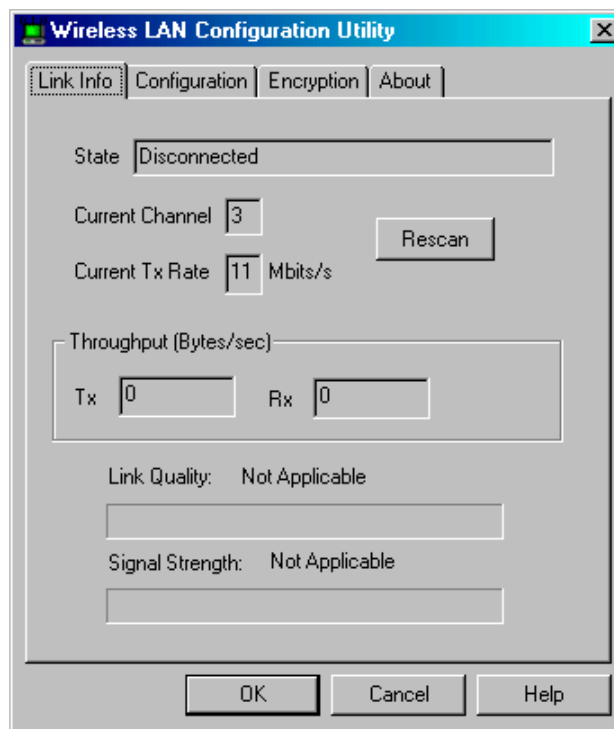 Wireless LAN Configuration Utility
Link Info Configuration Encryption About
State Disconnected
Current Channel 3
Rescan
Current Tx Rate 11 Mbits/s
Throughput (Bytes/sec)
Tx 0 Rx 0
Link Quality: Not Applicable
Signal Strength: Not Applicable
OK Cancel Help